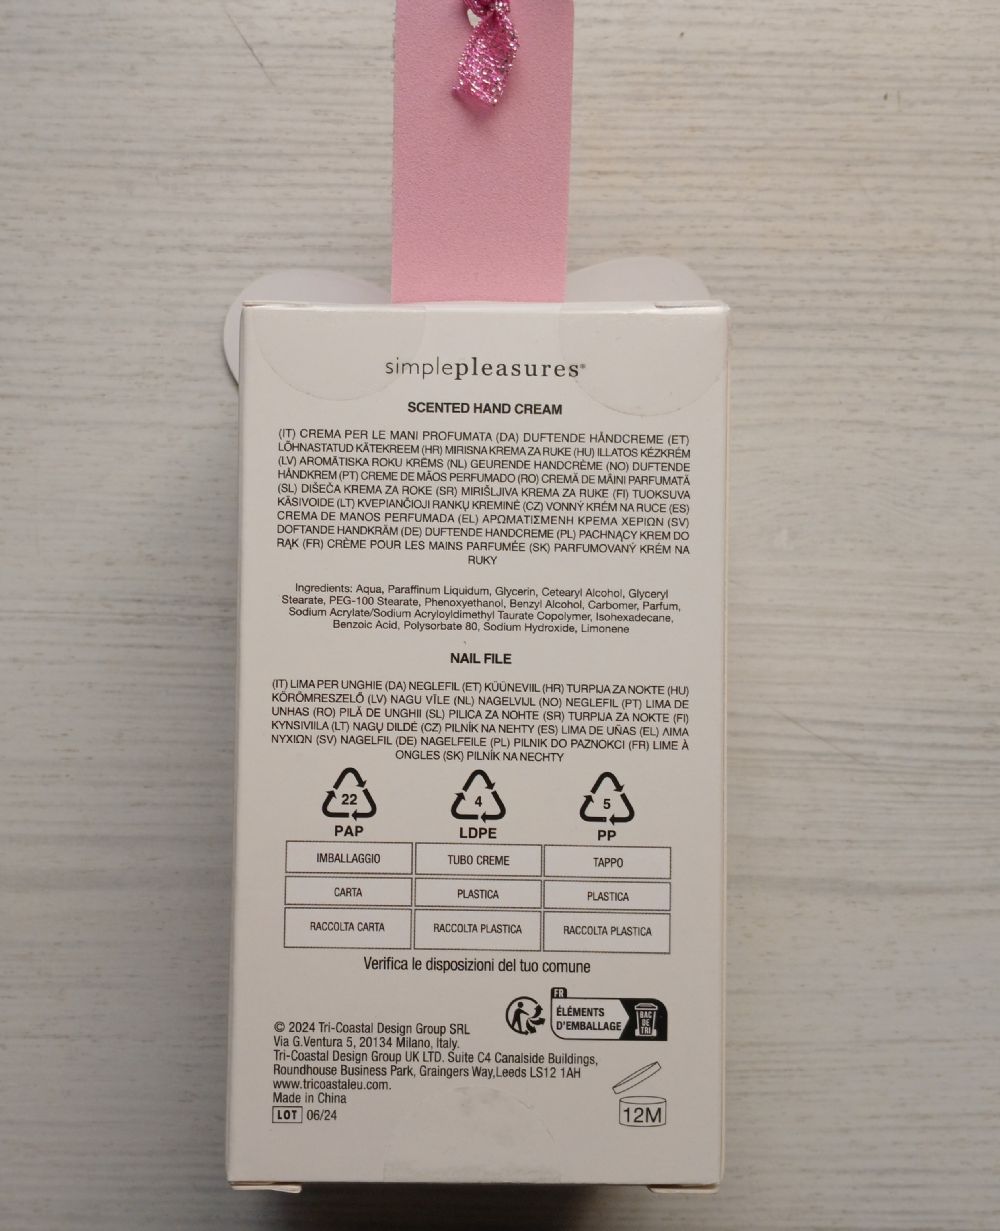 simplepleasures®
SCENTED HAND CREAM
(IT) CREMA PER LE MANI PROFUMATA (DA) DUFTENDE HÅNDCREME (ET)
LÕHNASTATUD KÄTEKREEM (HR) MIRISNA KREMA ZA RUKE (HU) ILLATOS KÉZKRÉM
(LV) AROMĀTISKA ROKU KRĒMS (NL) GEURENDE HANDCRÈME (NO) DUFTENDE
HÅNDKREM (PT) CREME DE MÃOS PERFUMADO (RO) CREMĂ DE MÂINI PARFUMATĂ
(SL) DIŠEČA KREMA ZA ROKE (SR) MIRIŠLJIVA KREMA ZA RUKE (FI) TUOKSUVA
KÄSIVOIDE (LT) KVEPIANČIOJI RANKŲ KREMINĖ (CZ) VONNÝ KRÉM NA RUCE (ES)
CREMA DE MANOS PERFUMADA (EL) ΑΡΩΜΑΤΙΣΜΕΝΗ ΚΡΕΜΑ ΧΕΡΙΩΝ (SV)
DOFTANDE HANDKRÄM (DE) DUFTENDE HANDCREME (PL) PACHNĄCY KREM DO
RĄK (FR) CRÈME POUR LES MAINS PARFUMÉE (SK) PARFUMOVANÝ KRÉM NA
RUKY
Ingredients: Aqua, Paraffinum Liquidum, Glycerin, Cetearyl Alcohol, Glyceryl
Stearate, PEG-100 Stearate, Phenoxyethanol, Benzyl Alcohol, Carbomer, Parfum,
Sodium Acrylate/Sodium Acryloyldimethyl Taurate Copolymer, Isohexadecane,
Benzoic Acid, Polysorbate 80, Sodium Hydroxide, Limonene
NAIL FILE
(IT) LIMA PER UNGHIE (DA) NEGLEFIL (ET) KÜÜNEVIIL (HR) TURPIJA ZA NOKTE (HU)
KÖRÖMRESZELŐ (LV) NAGU VĪLE (NL) NAGELVIJL (NO) NEGLEFIL (PT) LIMA DE
UNHAS (RO) PILĂ DE UNGHII (SL) PILICA ZA NOHTE (SR) TURPIJA ZA NOKTE (FI)
KYNSIVIILA (LT) NAGŲ DILDĖ (CZ) PILNÍK NA NEHTY (ES) LIMA DE UÑAS (EL) ΛΙΜΑ
ΝΥΧΙΩΝ (SV) NAGELFIL (DE) NAGELFEILE (PL) PILNIK DO PAZNOKCI (FR) LIME À
ONGLES (SK) PILNÍK NA NECHTY
22 4 5
PAP LDPE PP
IMBALLAGGIO TUBO CREME TAPPO
CARTA PLASTICA PLASTICA
RACCOLTA CARTA RACCOLTA PLASTICA RACCOLTA PLASTICA
Verifica le disposizioni del tuo comune
FR
ÉLÉMENTS
D'EMBALLAGE
BAC
DE
TRI
© 2024 Tri-Coastal Design Group SRL
Via G.Ventura 5, 20134 Milano, Italy.
Tri-Coastal Design Group UK LTD. Suite C4 Canalside Buildings,
Roundhouse Business Park, Graingers Way,Leeds LS12 1AH
www.tricoastaleu.com.
Made in China
LOT 06/24
12M